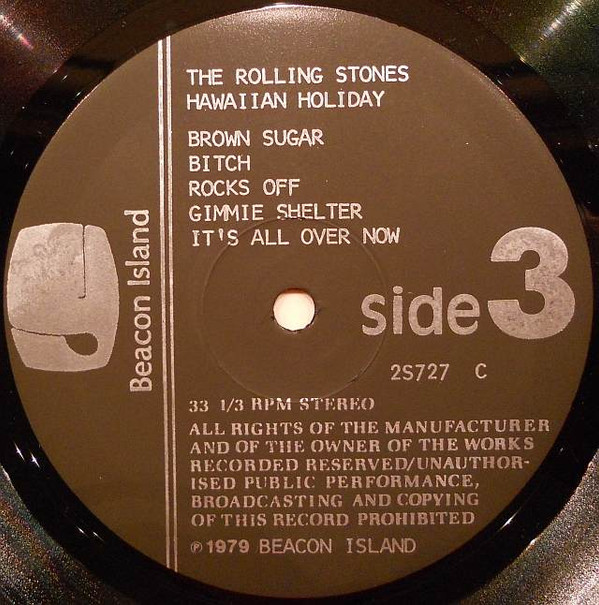 THE ROLLING STONES
HAWAIIAN HOLIDAY
BROWN SUGAR
BITCH
ROCKS OFF
GIMMIE SHELTER
IT'S ALL OVER NOW
Beacon Island
side 3
2S727 C
33 1/3 RPM STEREO
ALL RIGHTS OF THE MANUFACTURER
AND OF THE OWNER OF THE WORKS
RECORDED RESERVED/UNAUTHOR-
ISED PUBLIC PERFORMANCE,
BROADCASTING AND COPYING
OF THIS RECORD PROHIBITED
℗ 1979 BEACON ISLAND